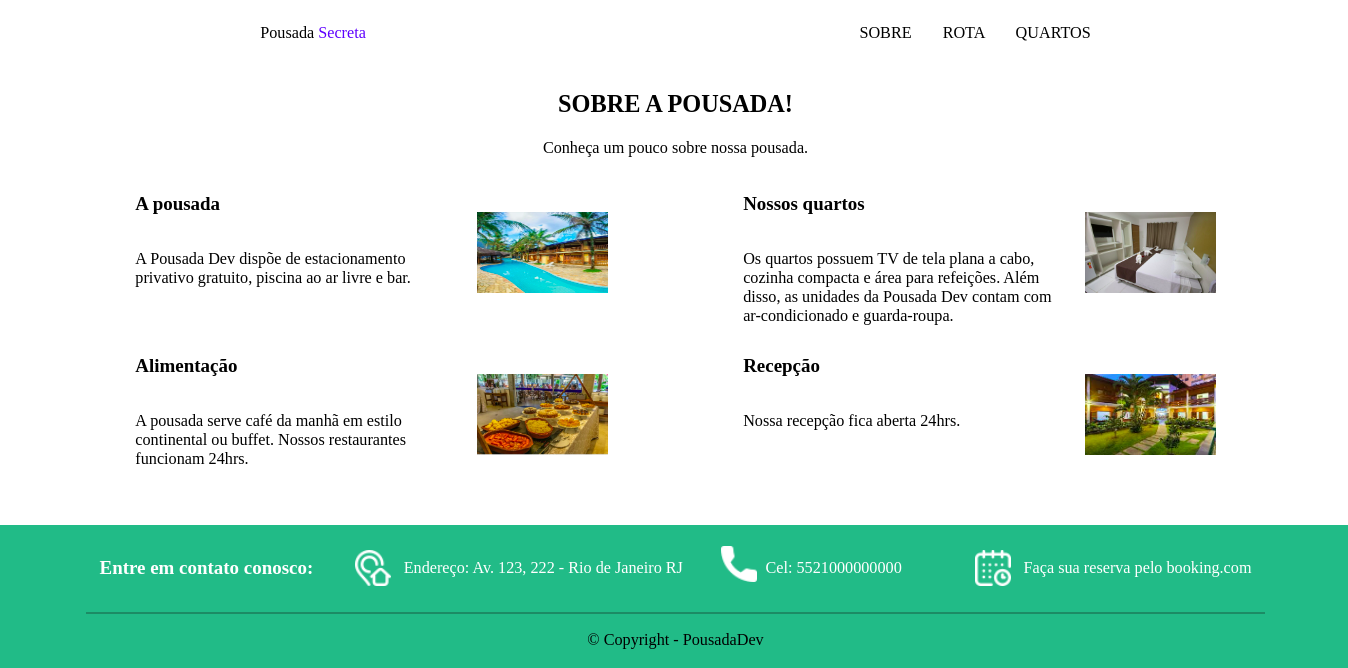 Pousada Secreta
SOBRE ROTA QUARTOS
SOBRE A POUSADA!
Conheça um pouco sobre nossa pousada.
A pousada
A Pousada Dev dispõe de estacionamento
privativo gratuito, piscina ao ar livre e bar.
Nossos quartos
Os quartos possuem TV de tela plana a cabo,
cozinha compacta e área para refeições. Além
disso, as unidades da Pousada Dev contam com
ar-condicionado e guarda-roupa.
Alimentação
A pousada serve café da manhã em estilo
continental ou buffet. Nossos restaurantes
funcionam 24hrs.
Recepção
Nossa recepção fica aberta 24hrs.
Entre em contato conosco:
Endereço: Av. 123, 222 - Rio de Janeiro RJ
Cel: 5521000000000
Faça sua reserva pelo booking.com
© Copyright - PousadaDev